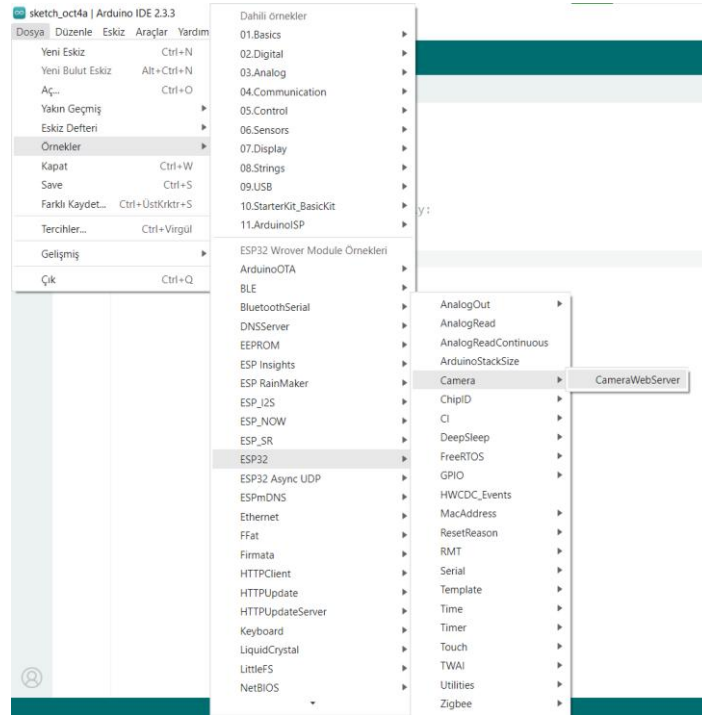 sketch_oct4a | Arduino IDE 2.3.3
Dosya Düzenle Eskiz Araçlar Yardım
Yeni Eskiz Ctrl+N
Yeni Bulut Eskiz Alt+Ctrl+N
Aç... Ctrl+O
Yakın Geçmiş
Eskiz Defteri
Örnekler
Kapat Ctrl+W
Save Ctrl+S
Farklı Kaydet... Ctrl+ÜstKrktr+S
Tercihler... Ctrl+Virgül
Gelişmiş
Çık Ctrl+Q
Dahili örnekler
01.Basics
02.Digital
03.Analog
04.Communication
05.Control
06.Sensors
07.Display
08.Strings
09.USB
10.StarterKit_BasicKit
11.ArduinoISP
ESP32 Wrover Module Örnekleri
ArduinoOTA
BLE
BluetoothSerial
DNSServer
EEPROM
ESP Insights
ESP RainMaker
ESP_I2S
ESP_NOW
ESP_SR
ESP32
ESP32 Async UDP
ESPmDNS
Ethernet
FFat
Firmata
HTTPClient
HTTPUpdate
HTTPUpdateServer
Keyboard
LiquidCrystal
LittleFS
NetBIOS
y:
AnalogOut
AnalogRead
AnalogReadContinuous
ArduinoStackSize
Camera
ChipID
CI
DeepSleep
FreeRTOS
GPIO
HWCDC_Events
MacAddress
ResetReason
RMT
Serial
Template
Time
Timer
Touch
TWAI
Utilities
Zigbee
CameraWebServer